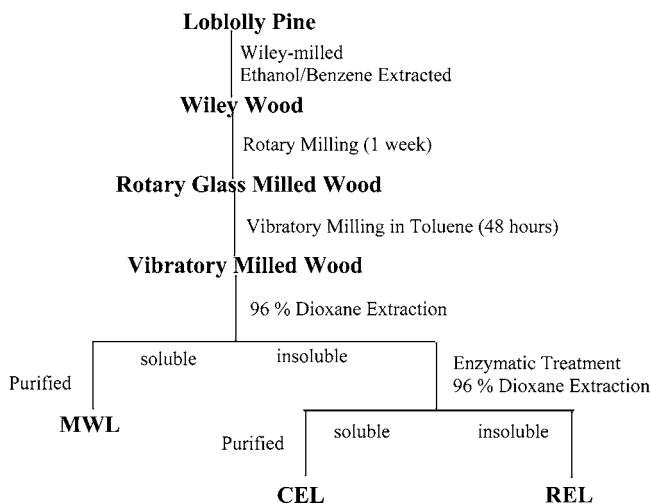 Loblolly Pine
Wiley-milled
Ethanol/Benzene Extracted
Wiley Wood
Rotary Milling (1 week)
Rotary Glass Milled Wood
Vibratory Milling in Toluene (48 hours)
Vibratory Milled Wood
96 % Dioxane Extraction
soluble
insoluble
Purified
Enzymatic Treatment
96 % Dioxane Extraction
MWL
Purified
soluble
insoluble
CEL
REL